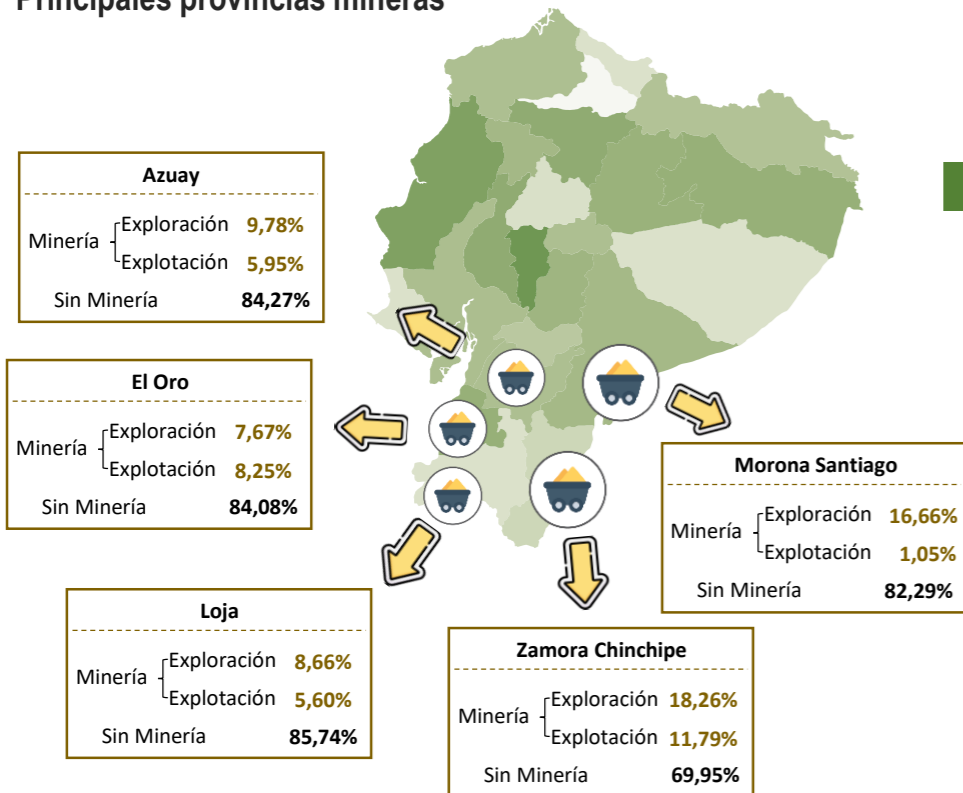 Principales provincias mineras
Azuay
Minería
Exploración 9,78%
Explotación 5,95%
Sin Minería 84,27%
El Oro
Minería
Exploración 7,67%
Explotación 8,25%
Sin Minería 84,08%
Loja
Minería
Exploración 8,66%
Explotación 5,60%
Sin Minería 85,74%
Zamora Chinchipe
Minería
Exploración 18,26%
Explotación 11,79%
Sin Minería 69,95%
Morona Santiago
Minería
Exploración 16,66%
Explotación 1,05%
Sin Minería 82,29%